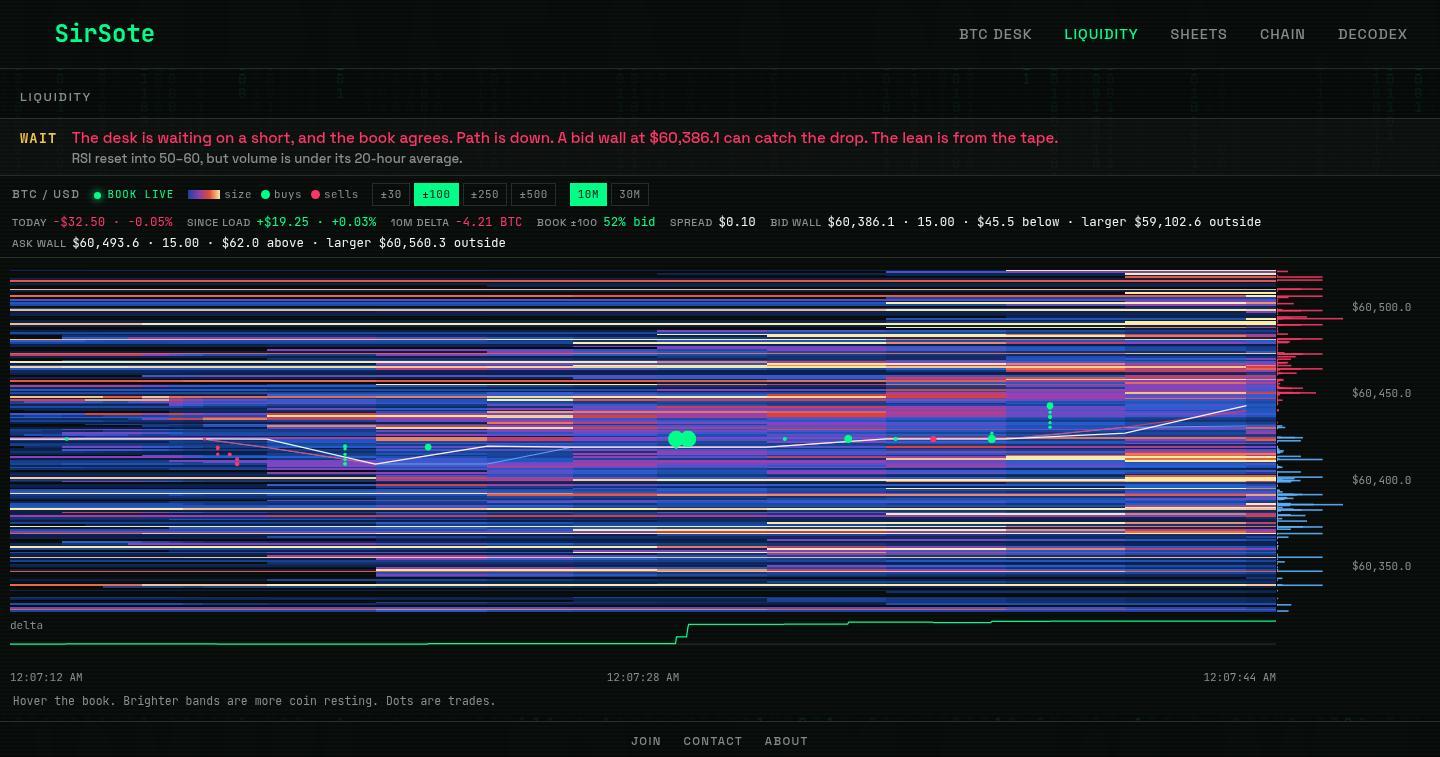 SirSote
BTC DESK LIQUIDITY SHEETS CHAIN DECODEX
LIQUIDITY
WAIT The desk is waiting on a short, and the book agrees. Path is down. A bid wall at $60,386.1 can catch the drop. The lean is from the tape.
RSI reset into 50–60, but volume is under its 20-hour average.
BTC / USD BOOK LIVE size buys sells ±30 ±100 ±250 ±500 10M 30M
TODAY -$32.50 · -0.05% SINCE LOAD +$19.25 · +0.03% 10M DELTA -4.21 BTC BOOK ±100 52% bid SPREAD $0.10 BID WALL $60,386.1 · 15.00 · $45.5 below · larger $59,102.6 outside
ASK WALL $60,493.6 · 15.00 · $62.0 above · larger $60,560.3 outside
$60,500.0
$60,450.0
$60,400.0
$60,350.0
delta
12:07:12 AM 12:07:28 AM 12:07:44 AM
Hover the book. Brighter bands are more coin resting. Dots are trades.
JOIN CONTACT ABOUT